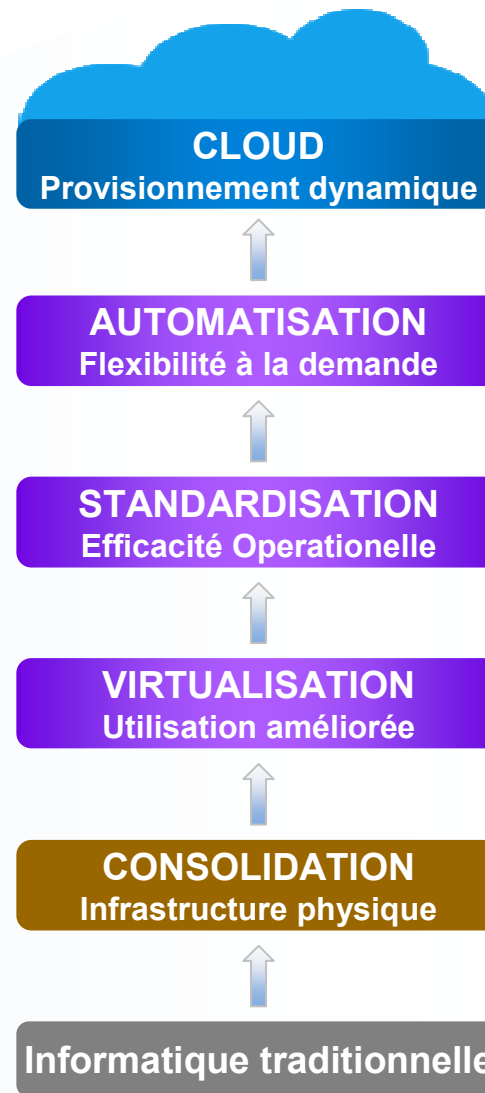 CLOUD
Provisionnement dynamique
AUTOMATISATION
Flexibilité à la demande
STANDARDISATION
Efficacité Operationelle
VIRTUALISATION
Utilisation améliorée
CONSOLIDATION
Infrastructure physique
Informatique traditionnelle